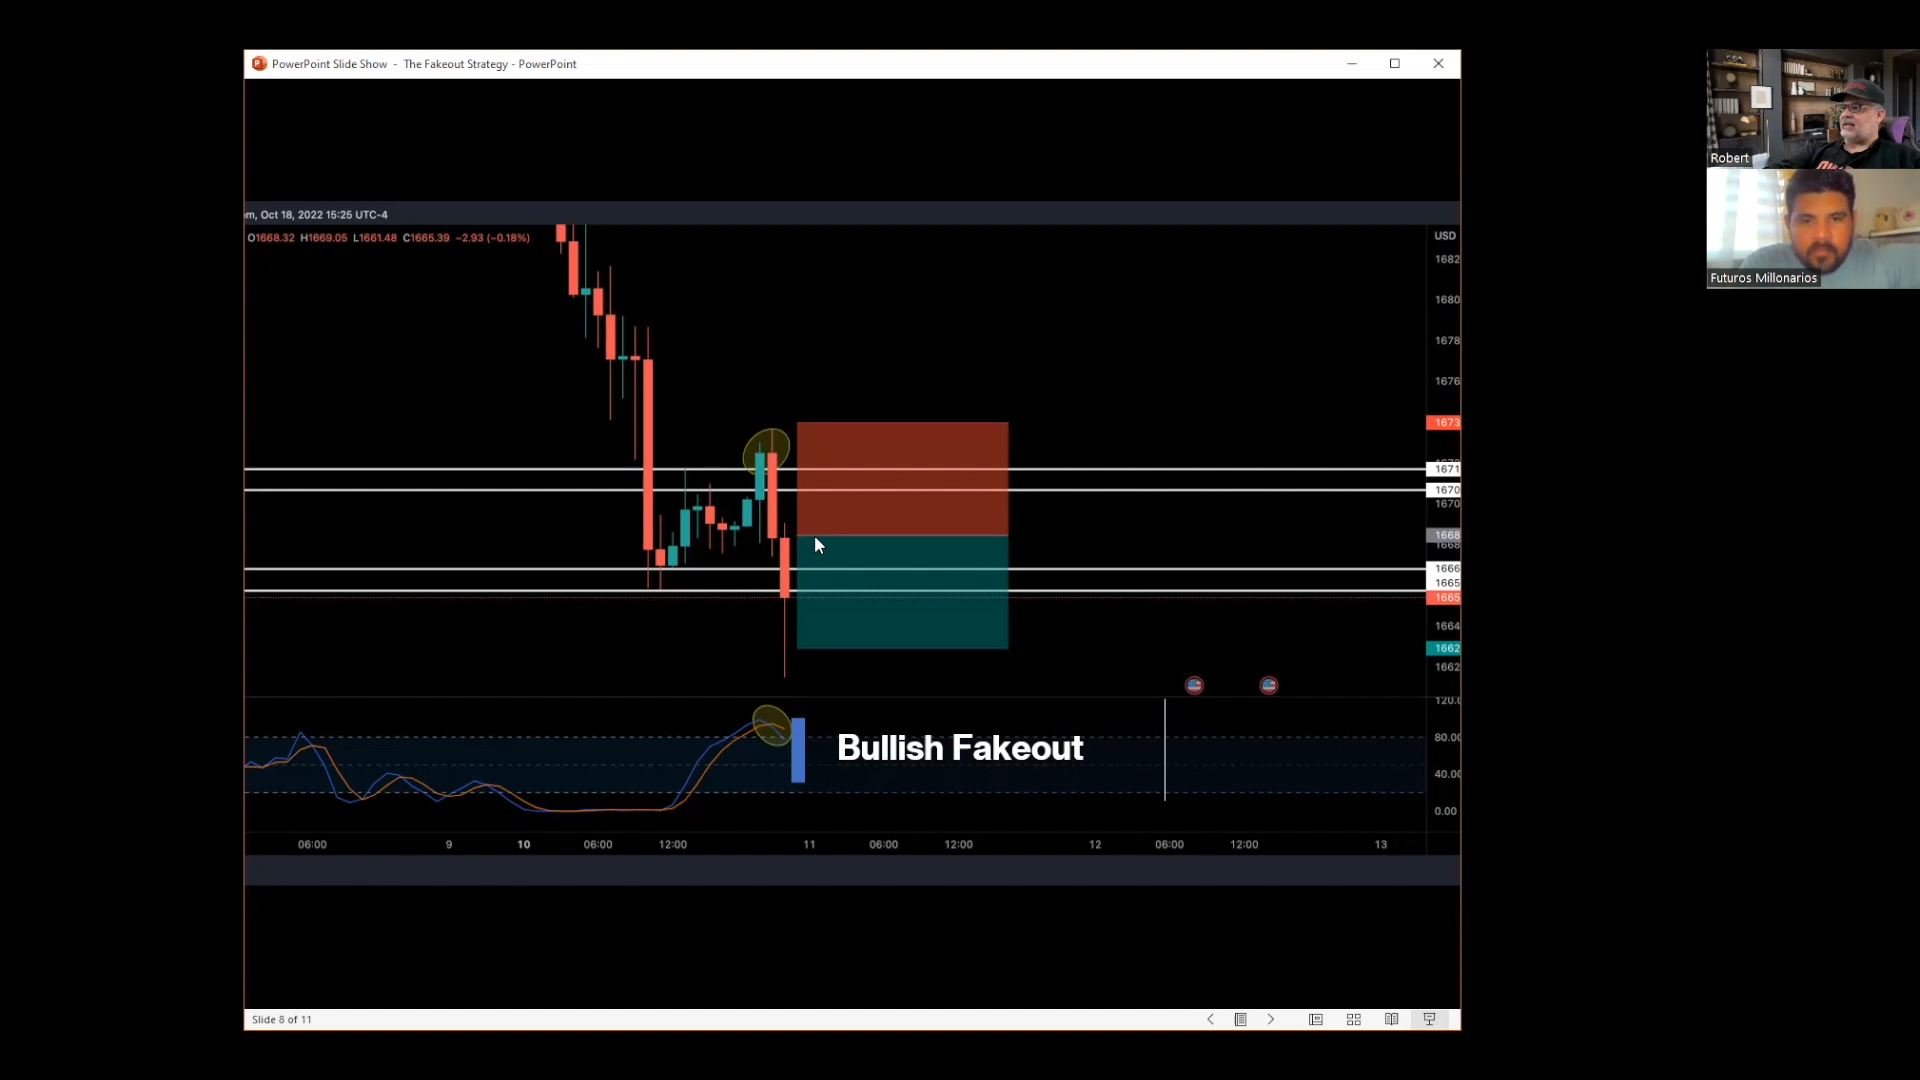 PowerPoint Slide Show - The Fakeout Strategy - PowerPoint
m, Oct 18, 2022 15:25 UTC-4
O1668.32 H1669.05 L1661.48 C1665.39 −2.93 (−0.18%)
USD
1682
1680
1678
1676
1673
1671
1670
1670
1668
1668
1666
1665
1665
1664
1662
1662
120.0
80.00
40.00
0.00
Bullish Fakeout
06:00 9 10 06:00 12:00 11 06:00 12:00 12 06:00 12:00 13
Slide 8 of 11
Robert
Futuros Millonarios